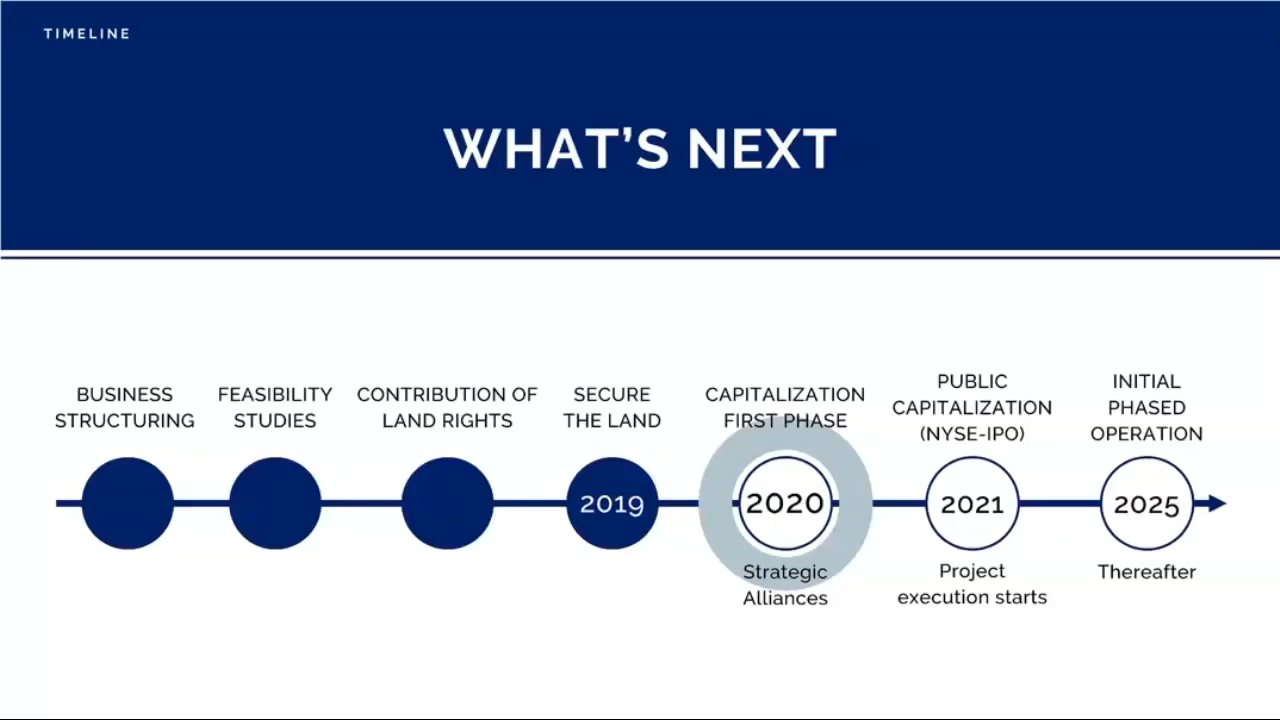 TIMELINE
WHAT’S NEXT
BUSINESS
STRUCTURING
FEASIBILITY
STUDIES
CONTRIBUTION OF
LAND RIGHTS
SECURE
THE LAND
2019
CAPITALIZATION
FIRST PHASE
2020
Strategic
Alliances
PUBLIC
CAPITALIZATION
(NYSE-IPO)
2021
Project
execution starts
INITIAL
PHASED
OPERATION
2025
Thereafter